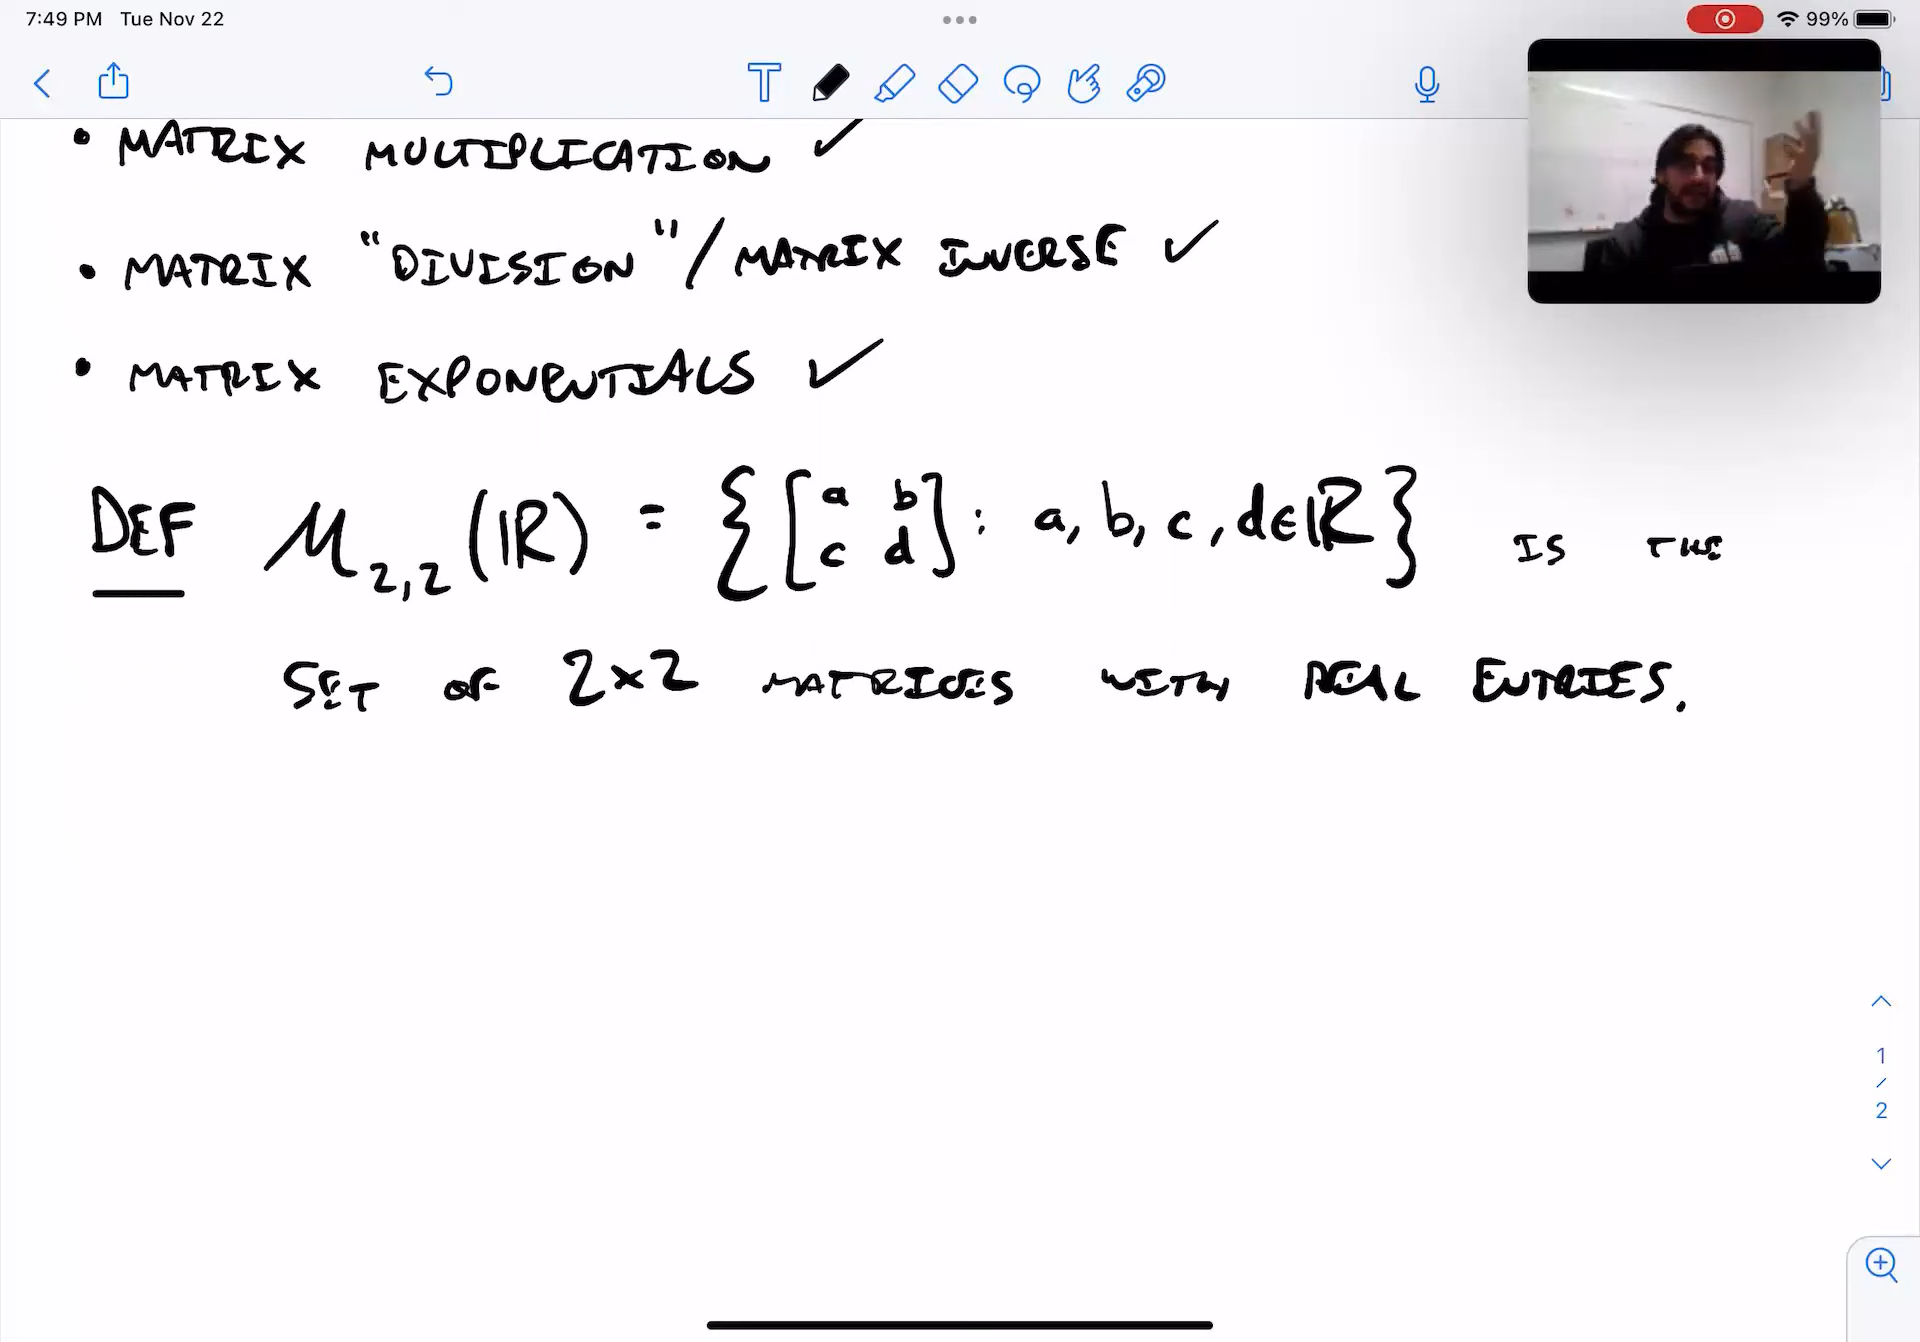 7:49 PM Tue Nov 22
99%
• MATRIX MULTIPLICATION ✓
• MATRIX "DIVISION" / MATRIX INVERSE ✓
• MATRIX EXPONENTIALS ✓
DEF M₂,₂(ℝ) = {[a b; c d] : a, b, c, d ∈ ℝ} IS THE
SET OF 2×2 MATRICES WITH REAL ENTRIES.
1
/
2